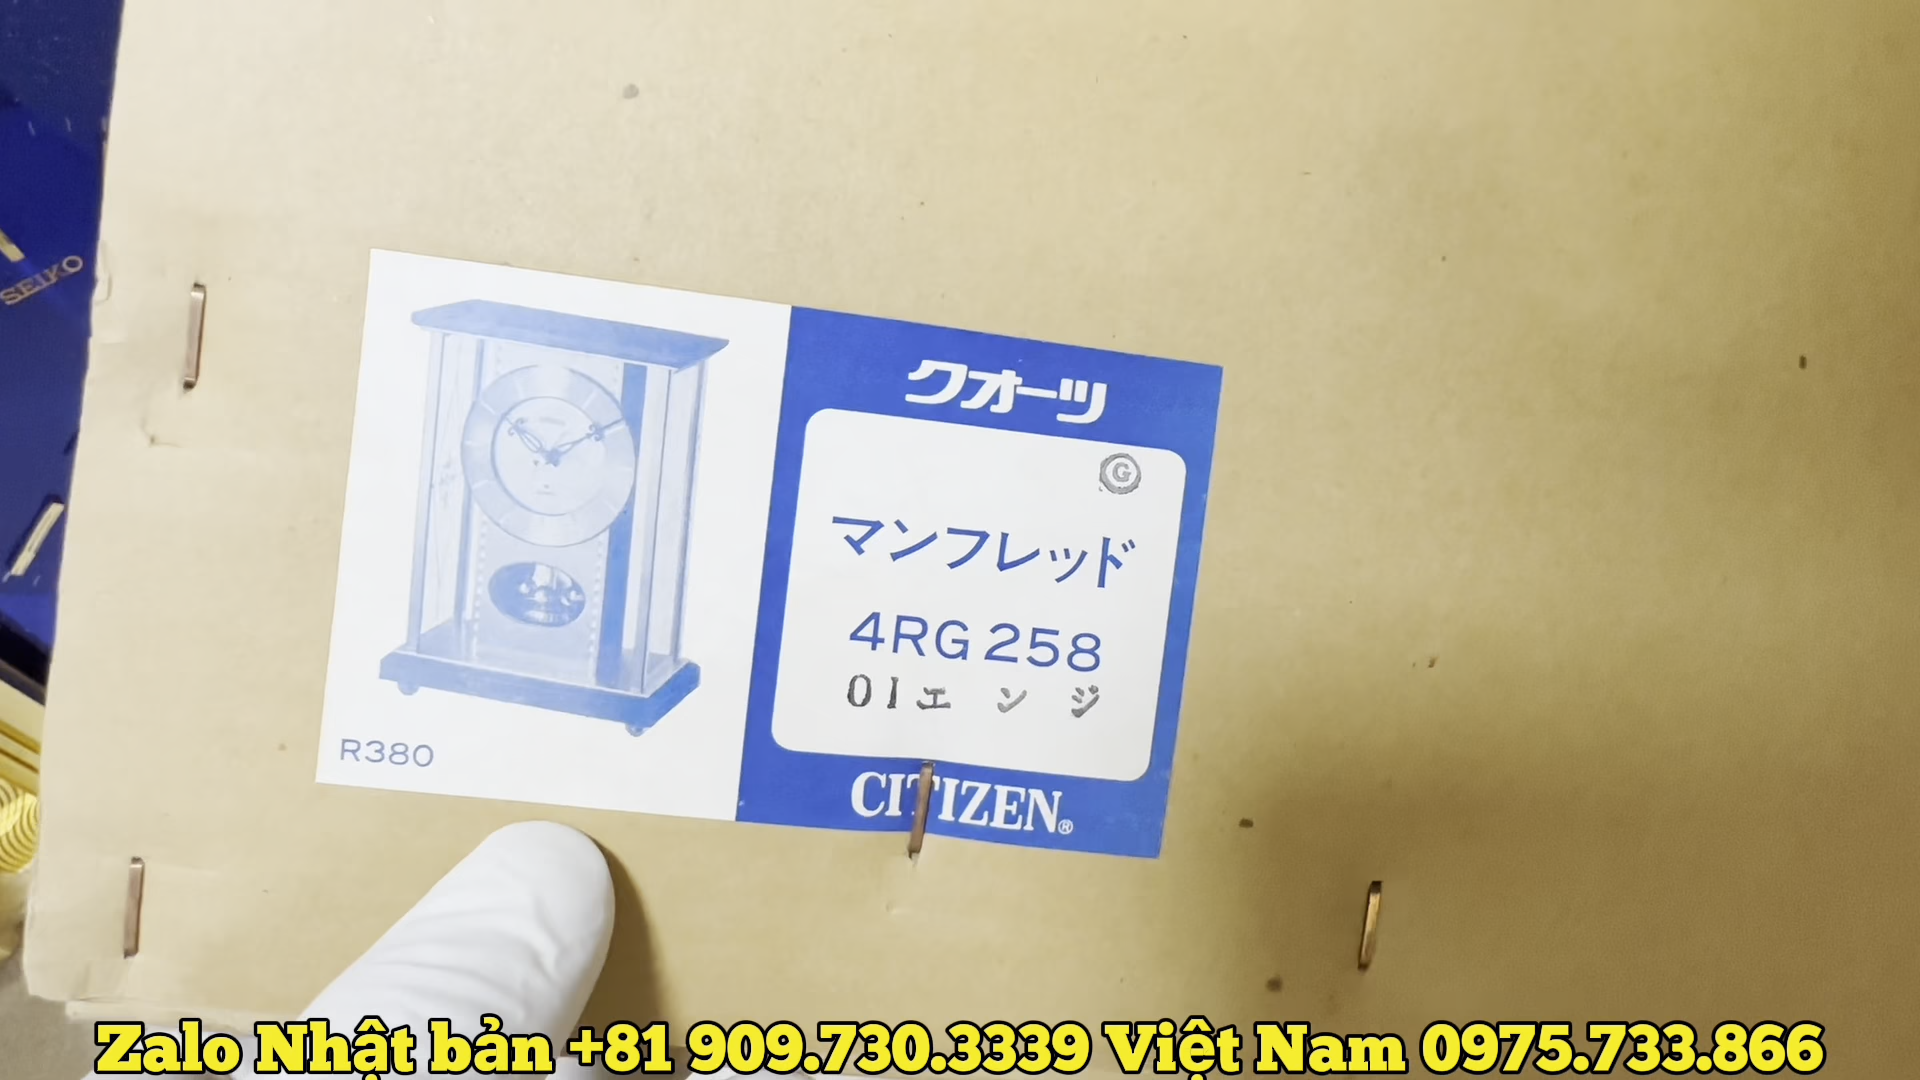 SEIKO
クオーツ
G
マンフレッド
4RG258
01エンジ
R380
CITIZEN®
Zalo Nhật bản +81 909.730.3339 Việt Nam 0975.733.866